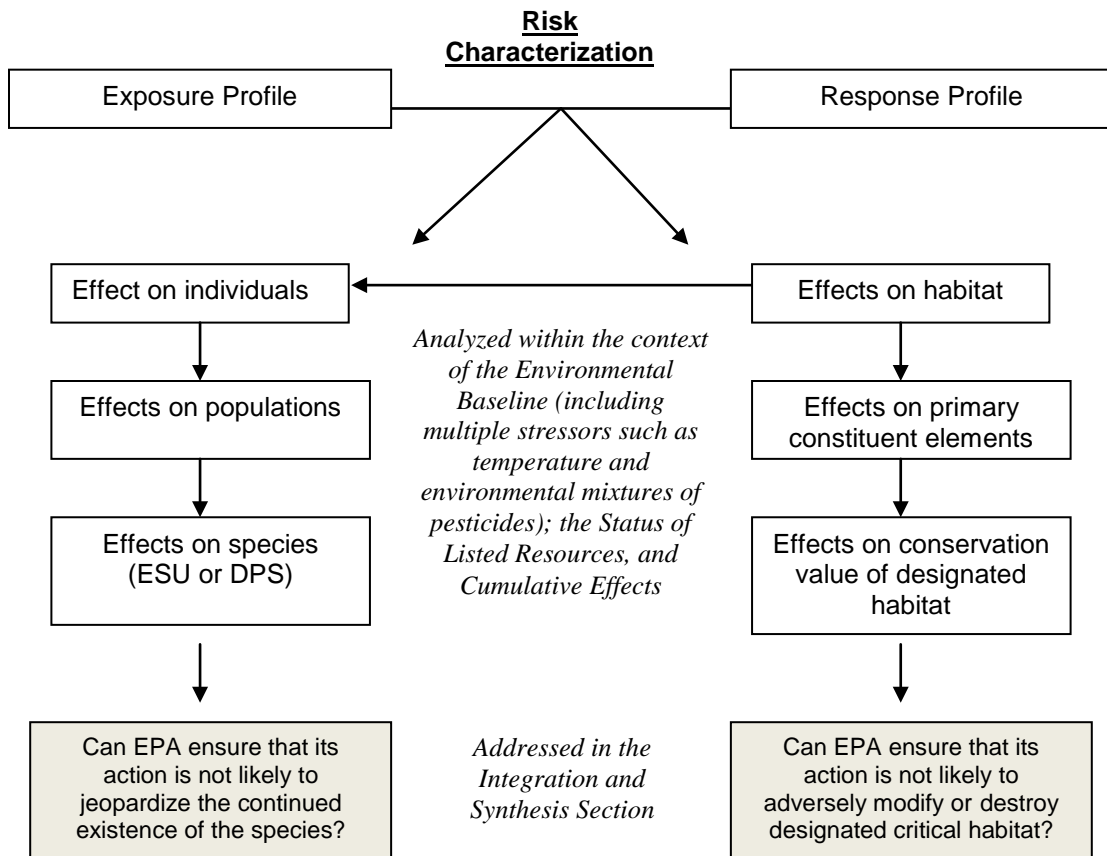 Risk
Characterization
Exposure Profile
Response Profile
Effect on individuals
Effects on habitat
Analyzed within the context
of the Environmental
Baseline (including
multiple stressors such as
temperature and
environmental mixtures of
pesticides); the Status of
Listed Resources, and
Cumulative Effects
Effects on populations
Effects on primary
constituent elements
Effects on species
(ESU or DPS)
Effects on conservation
value of designated
habitat
Can EPA ensure that its
action is not likely to
jeopardize the continued
existence of the species?
Addressed in the
Integration and
Synthesis Section
Can EPA ensure that its
action is not likely to
adversely modify or destroy
designated critical habitat?